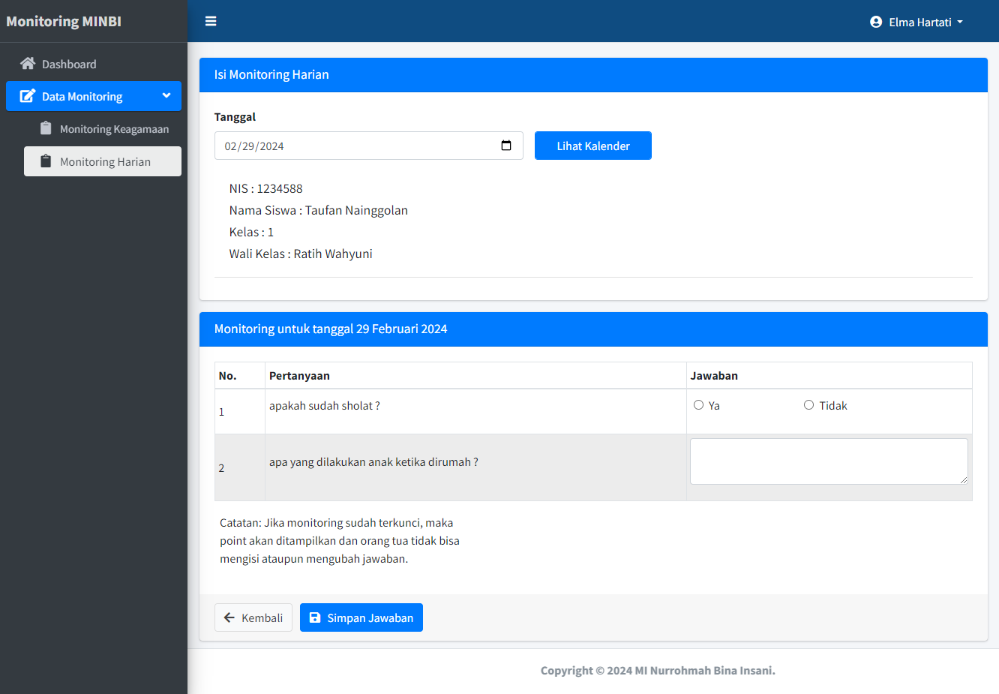 Monitoring MINBI
Elma Hartati
Dashboard
Data Monitoring
Monitoring Keagamaan
Monitoring Harian
Isi Monitoring Harian
Tanggal
02/29/2024
Lihat Kalender
NIS : 1234588
Nama Siswa : Taufan Nainggolan
Kelas : 1
Wali Kelas : Ratih Wahyuni
Monitoring untuk tanggal 29 Februari 2024
No. Pertanyaan Jawaban
1 apakah sudah sholat ? Ya Tidak
2 apa yang dilakukan anak ketika dirumah ?
Catatan: Jika monitoring sudah terkunci, maka
point akan ditampilkan dan orang tua tidak bisa
mengisi ataupun mengubah jawaban.
Kembali Simpan Jawaban
Copyright © 2024 MI Nurrohmah Bina Insani.